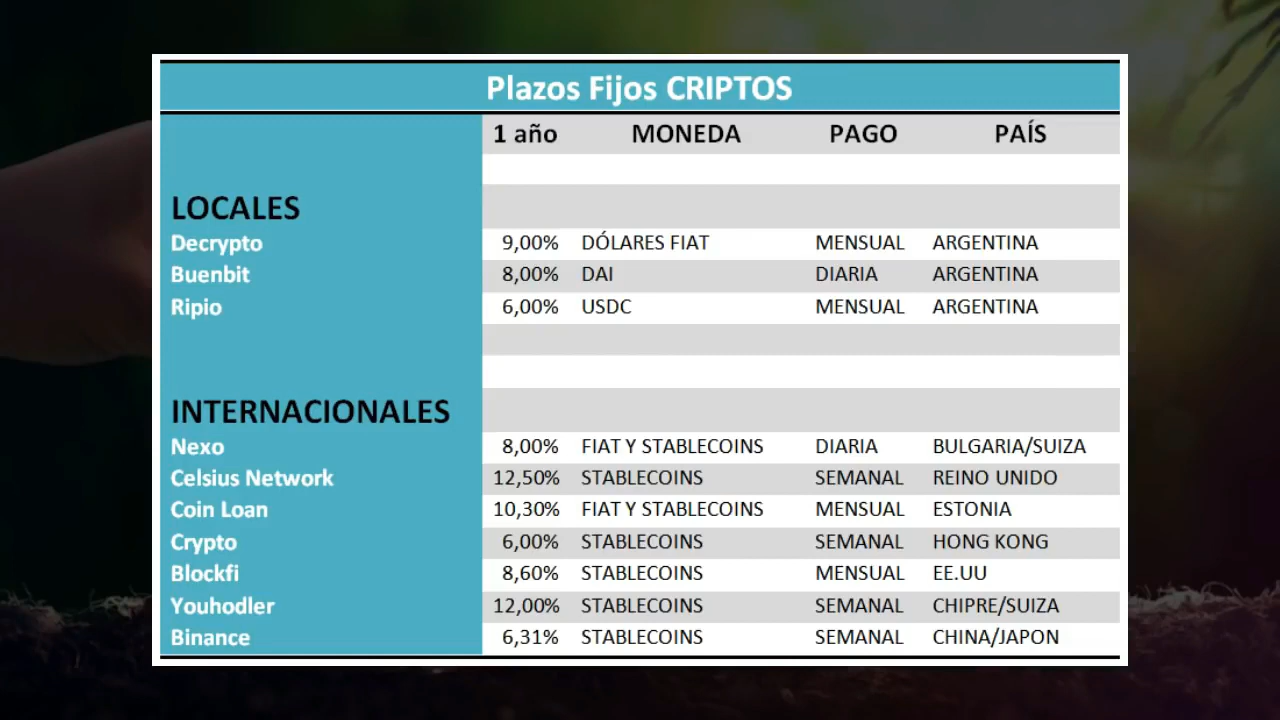 Plazos Fijos CRIPTOS
1 año MONEDA PAGO PAÍS
LOCALES
Decrypto 9,00% DÓLARES FIAT MENSUAL ARGENTINA
Buenbit 8,00% DAI DIARIA ARGENTINA
Ripio 6,00% USDC MENSUAL ARGENTINA
INTERNACIONALES
Nexo 8,00% FIAT Y STABLECOINS DIARIA BULGARIA/SUIZA
Celsius Network 12,50% STABLECOINS SEMANAL REINO UNIDO
Coin Loan 10,30% FIAT Y STABLECOINS MENSUAL ESTONIA
Crypto 6,00% STABLECOINS SEMANAL HONG KONG
Blockfi 8,60% STABLECOINS MENSUAL EE.UU
Youhodler 12,00% STABLECOINS SEMANAL CHIPRE/SUIZA
Binance 6,31% STABLECOINS SEMANAL CHINA/JAPON